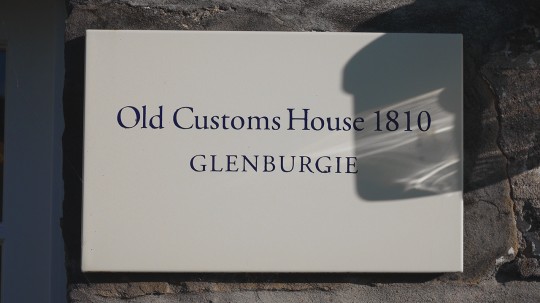 Old Customs House 1810
GLENBURGIE